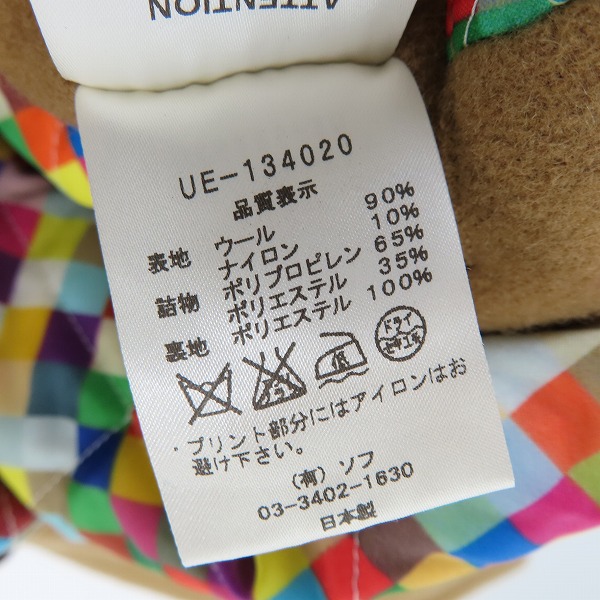 ATTENTION
UE-134020
品質表示
表地 ウール 90%
ナイロン 10%
詰物 ポリプロピレン 65%
ポリエステル 35%
裏地 ポリエステル 100%
ドライ
・プリント部分にはアイロンはお
避け下さい。
(有) ソフ
03-3402-1630
日本製